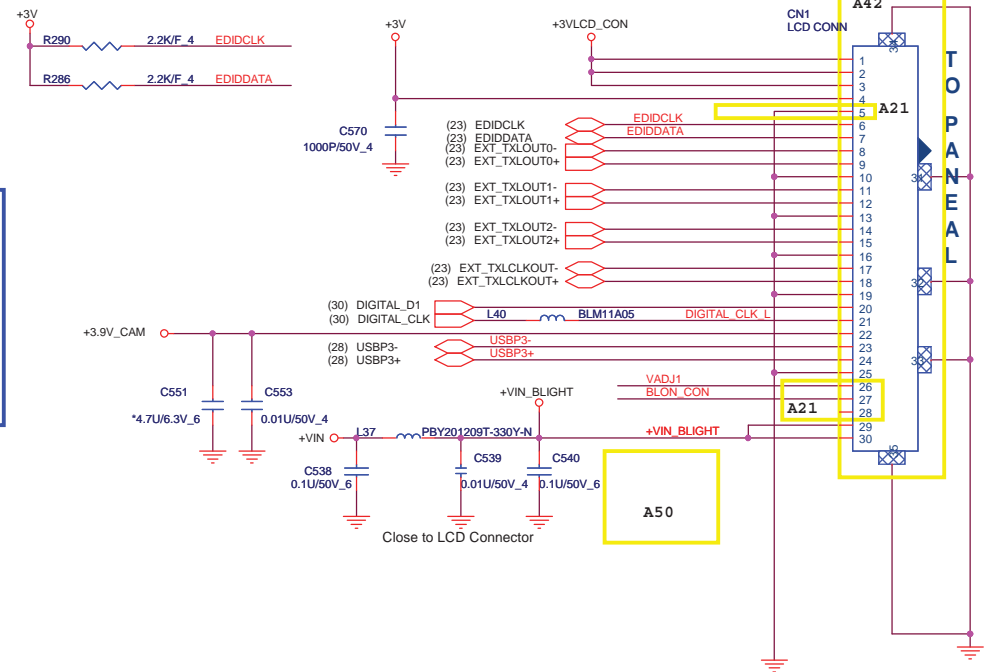 +3V
R290 2.2K/F_4 EDIDCLK
R286 2.2K/F_4 EDIDDATA
+3V
C570
1000P/50V_4
+3VLCD_CON
A42
CN1
LCD CONN
TO PANEAL
A21
(23) EDIDCLK
(23) EDIDDATA
(23) EXT_TXLOUT0-
(23) EXT_TXLOUT0+
(23) EXT_TXLOUT1-
(23) EXT_TXLOUT1+
(23) EXT_TXLOUT2-
(23) EXT_TXLOUT2+
(23) EXT_TXLCLKOUT-
(23) EXT_TXLCLKOUT+
EDIDCLK
EDIDDATA
(30) DIGITAL_D1
(30) DIGITAL_CLK L40 BLM11A05 DIGITAL_CLK_L
+3.9V_CAM
(28) USBP3- USBP3-
(28) USBP3+ USBP3+
C551
*4.7U/6.3V_6
C553
0.01U/50V_4
VADJ1
BLON_CON
A21
+VIN_BLIGHT
+VIN L37 PBY201209T-330Y-N +VIN_BLIGHT
C538
0.1U/50V_6
C539
0.01U/50V_4
C540
0.1U/50V_6
A50
Close to LCD Connector
1
2
3
4
5
6
7
8
9
10
11
12
13
14
15
16
17
18
19
20
21
22
23
24
25
26
27
28
29
30
34
31
32
33
35